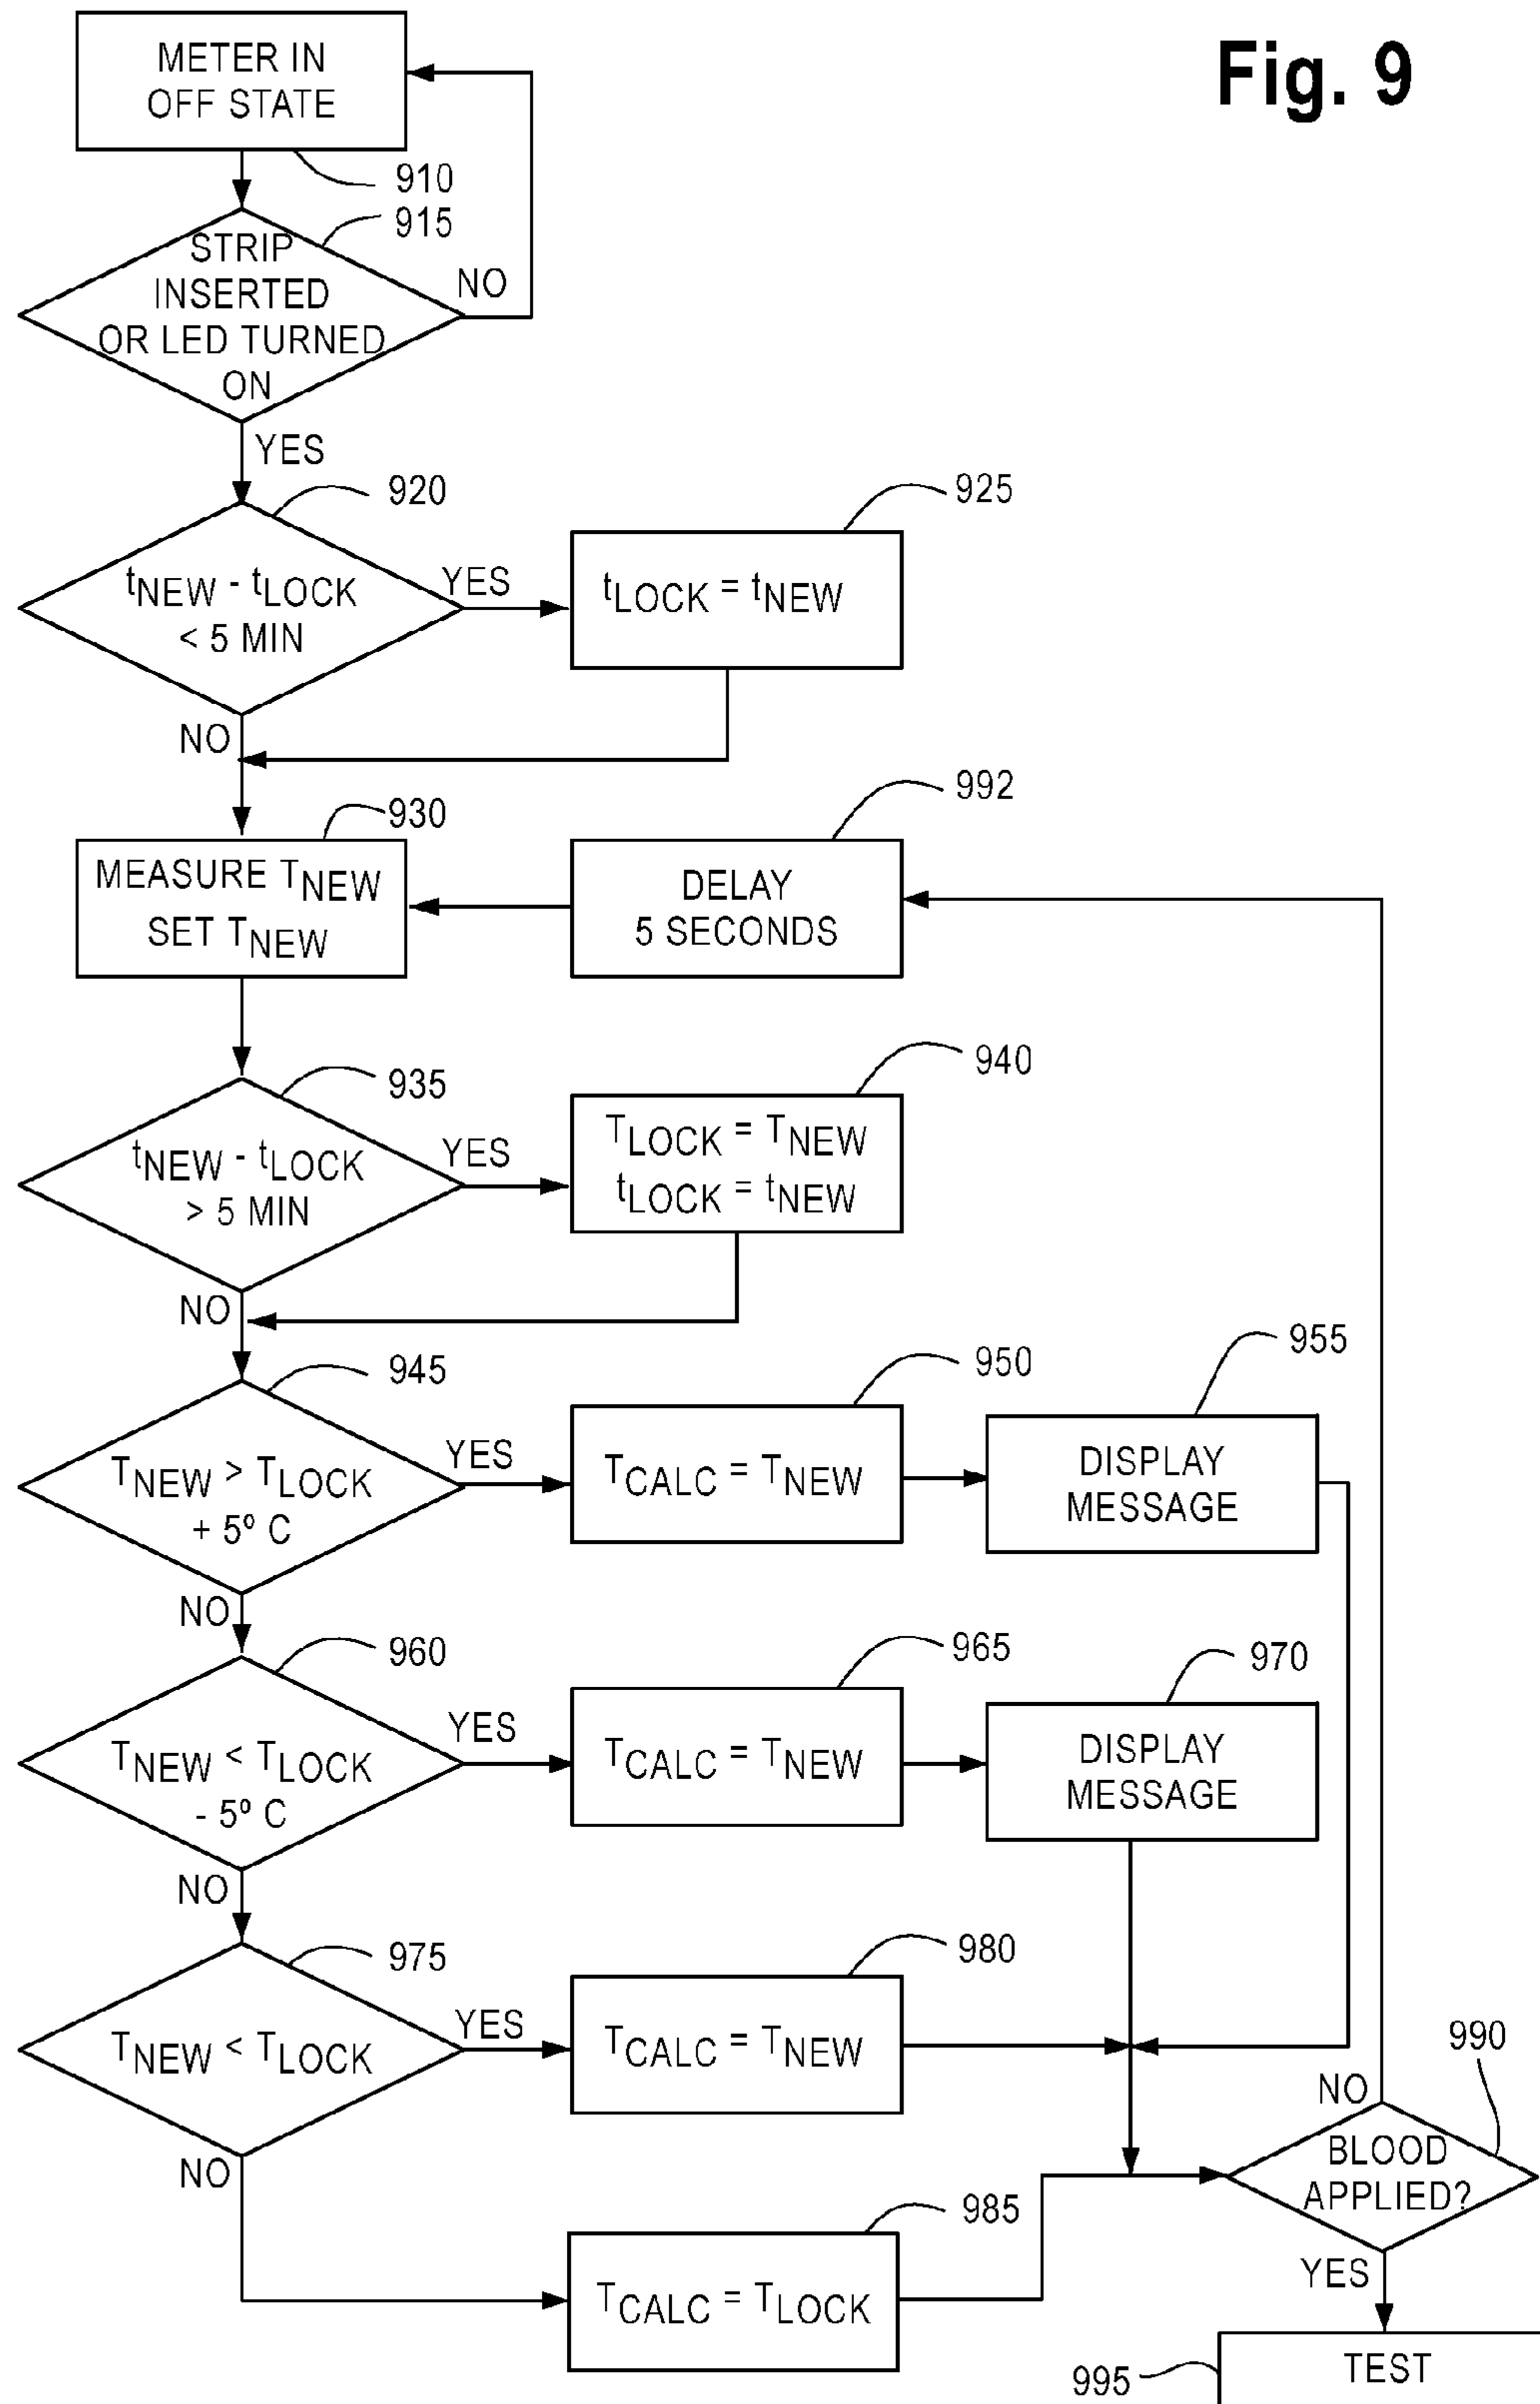 Fig. 9
METER IN
OFF STATE
910
915
STRIP
INSERTED
OR LED TURNED
ON
NO
YES
920
tNEW - tLOCK
< 5 MIN
YES
925
tLOCK = tNEW
NO
930
MEASURE TNEW
SET TNEW
992
DELAY
5 SECONDS
935
tNEW - tLOCK
> 5 MIN
YES
940
TLOCK = TNEW
tLOCK = tNEW
NO
945
TNEW > TLOCK
+ 5º C
YES
950
TCALC = TNEW
955
DISPLAY
MESSAGE
NO
960
TNEW < TLOCK
- 5º C
YES
965
TCALC = TNEW
970
DISPLAY
MESSAGE
NO
975
TNEW < TLOCK
YES
980
TCALC = TNEW
NO
985
TCALC = TLOCK
990
NO
BLOOD
APPLIED?
YES
995
TEST